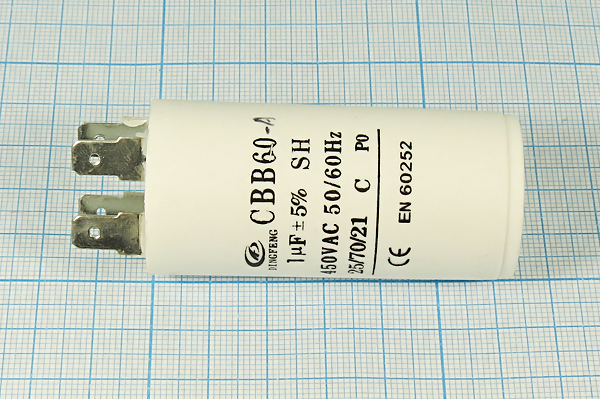 CBB60-A
DINGFENG
1μF±5% SH
450VAC 50/60Hz
25/70/21 C P0
CE EN 60252